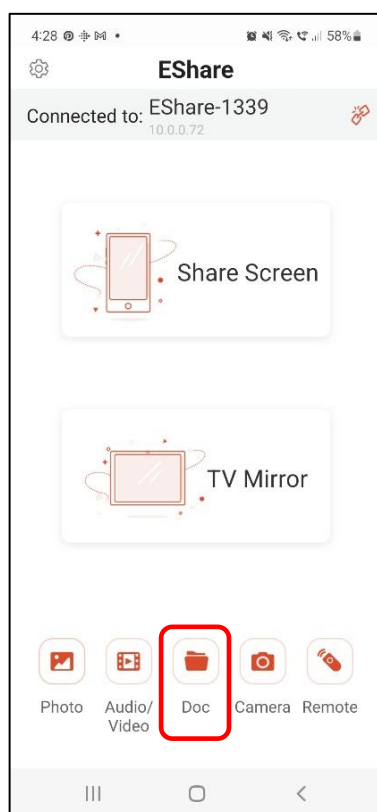 4:28 58%
EShare
Connected to: EShare-1339
10.0.0.72
Share Screen
TV Mirror
Photo Audio/ Doc Camera Remote
Video